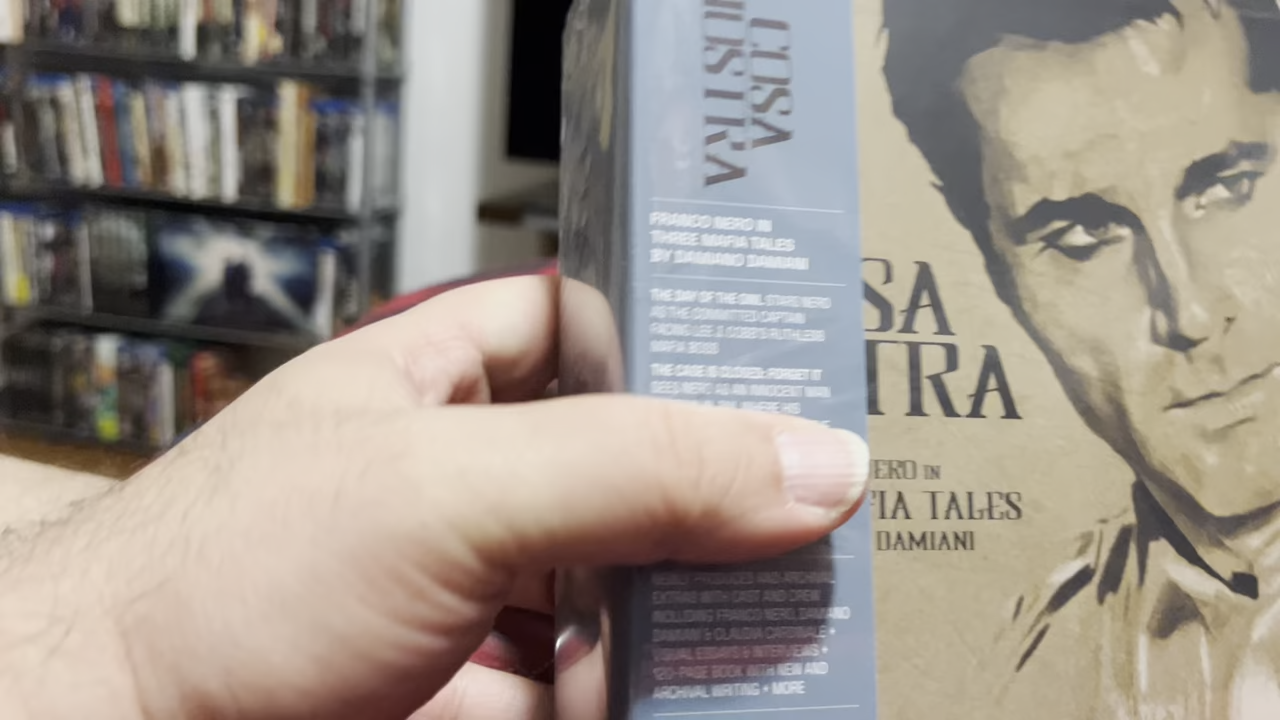 COSA
NOSTRA
FRANCO NERO IN
THREE MAFIA TALES
BY DAMIANO DAMIANI
THE DAY OF THE OWL STARS NERO
AS THE COMMITTED CAPTAIN
FACING LEE J. COBB'S RUTHLESS
MAFIA BOSS
THE CASE IS CLOSED: FORGET IT
SEES NERO AS AN INNOCENT MAN
NEWLY PRODUCED AND ARCHIVAL
EXTRAS WITH CAST AND CREW
INCLUDING FRANCO NERO, DAMIANO
DAMIANI & CLAUDIA CARDINALE •
VISUAL ESSAYS & INTERVIEWS •
120-PAGE BOOK WITH NEW AND
ARCHIVAL WRITING • MORE
SA
TRA
ERO IN
FIA TALES
DAMIANI